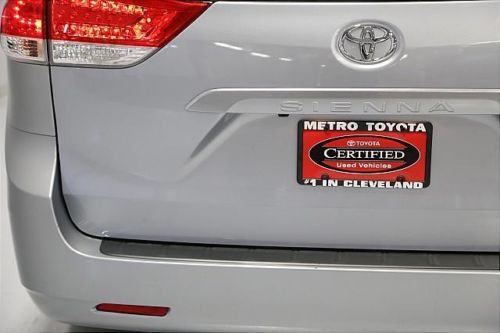 SIENNA
METRO TOYOTA
TOYOTA
CERTIFIED
Used Vehicles
#1 IN CLEVELAND